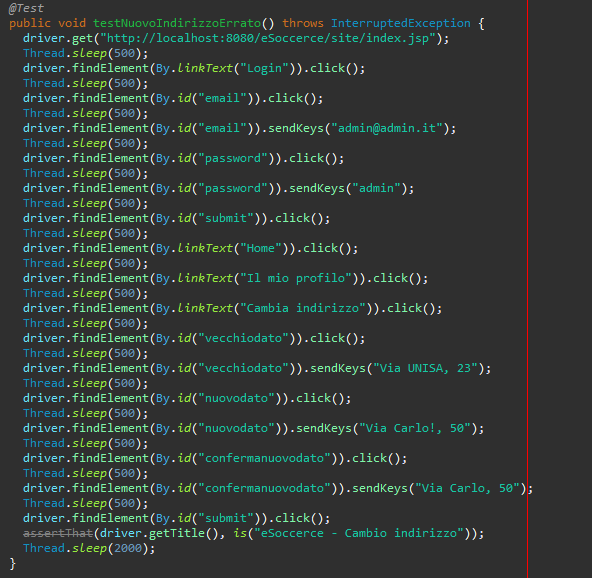 @Test
public void testNuovoIndirizzoErrato() throws InterruptedException {
driver.get("http://localhost:8080/eSoccerce/site/index.jsp");
Thread.sleep(500);
driver.findElement(By.linkText("Login")).click();
Thread.sleep(500);
driver.findElement(By.id("email")).click();
Thread.sleep(500);
driver.findElement(By.id("email")).sendKeys("admin@admin.it");
Thread.sleep(500);
driver.findElement(By.id("password")).click();
Thread.sleep(500);
driver.findElement(By.id("password")).sendKeys("admin");
Thread.sleep(500);
driver.findElement(By.id("submit")).click();
Thread.sleep(500);
driver.findElement(By.linkText("Home")).click();
Thread.sleep(500);
driver.findElement(By.linkText("Il mio profilo")).click();
Thread.sleep(500);
driver.findElement(By.linkText("Cambia indirizzo")).click();
Thread.sleep(500);
driver.findElement(By.id("vecchiodato")).click();
Thread.sleep(500);
driver.findElement(By.id("vecchiodato")).sendKeys("Via UNISA, 23");
Thread.sleep(500);
driver.findElement(By.id("nuovodato")).click();
Thread.sleep(500);
driver.findElement(By.id("nuvodato")).sendKeys("Via Carlo!, 50");
Thread.sleep(500);
driver.findElement(By.id("confermanuovodato")).click();
Thread.sleep(500);
driver.findElement(By.id("confermanuovodato")).sendKeys("Via Carlo, 50");
Thread.sleep(500);
driver.findElement(By.id("submit")).click();
assertThat(driver.getTitle(), is("eSoccerce - Cambio indirizzo"));
Thread.sleep(2000);
}